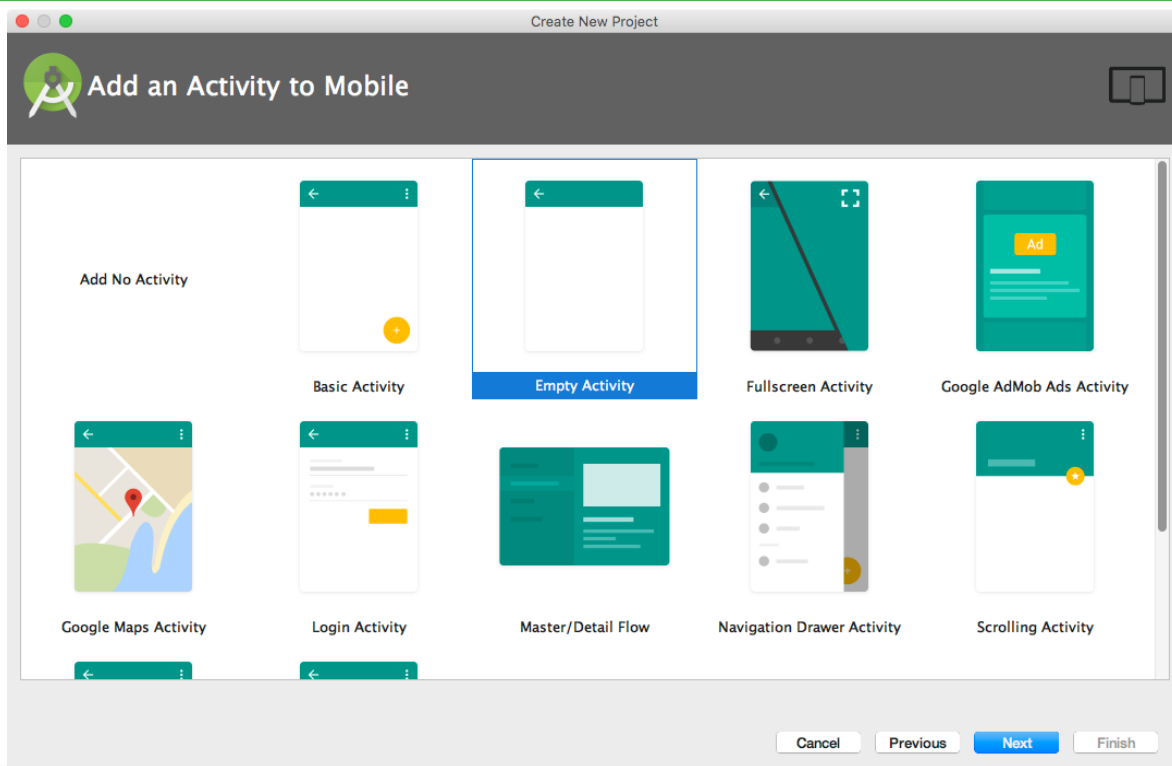 Create New Project
Add an Activity to Mobile
Add No Activity
Basic Activity
Empty Activity
Fullscreen Activity
Ad
Google AdMob Ads Activity
Google Maps Activity
Login Activity
Master/Detail Flow
Navigation Drawer Activity
Scrolling Activity
Cancel
Previous
Next
Finish